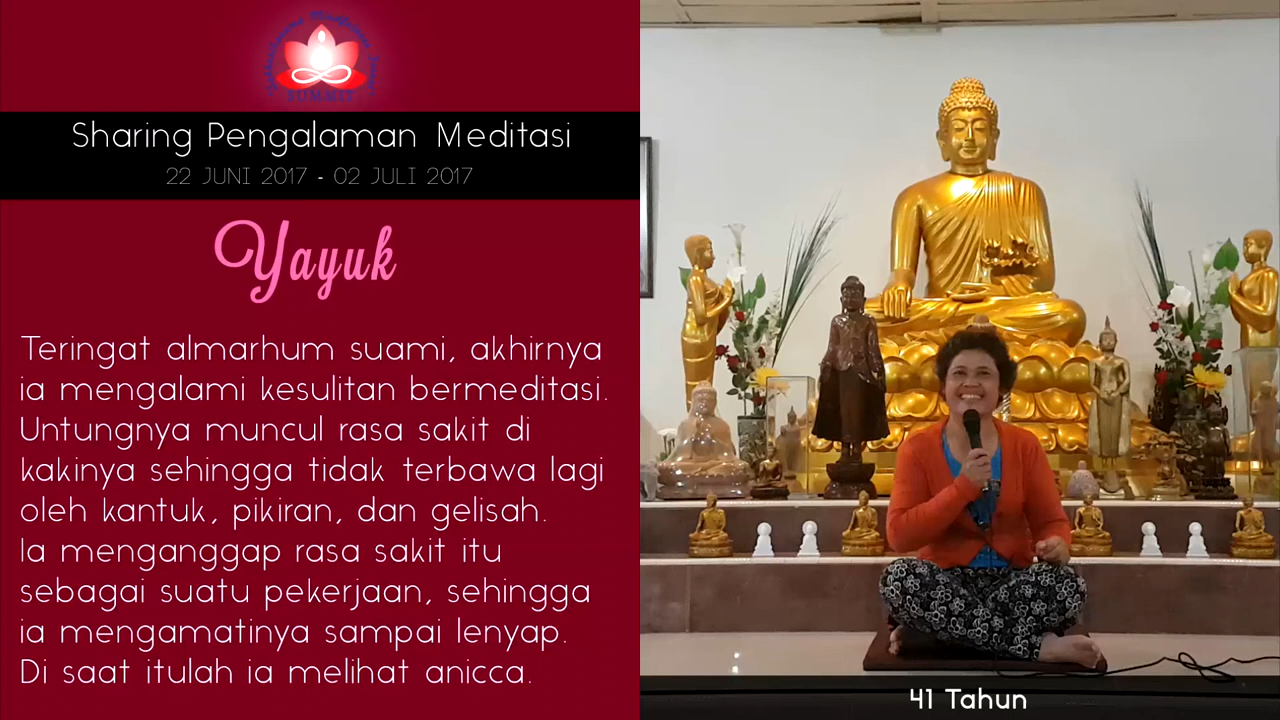 SUMMIT
Sharing Pengalaman Meditasi
22 JUNI 2017 - 02 JULI 2017
Yayuk
Teringat almarhum suami, akhirnya
ia mengalami kesulitan bermeditasi.
Untungnya muncul rasa sakit di
kakinya sehingga tidak terbawa lagi
oleh kantuk, pikiran, dan gelisah.
Ia menganggap rasa sakit itu
sebagai suatu pekerjaan, sehingga
ia mengamatinya sampai lenyap.
Di saat itulah ia melihat anicca.
41 Tahun